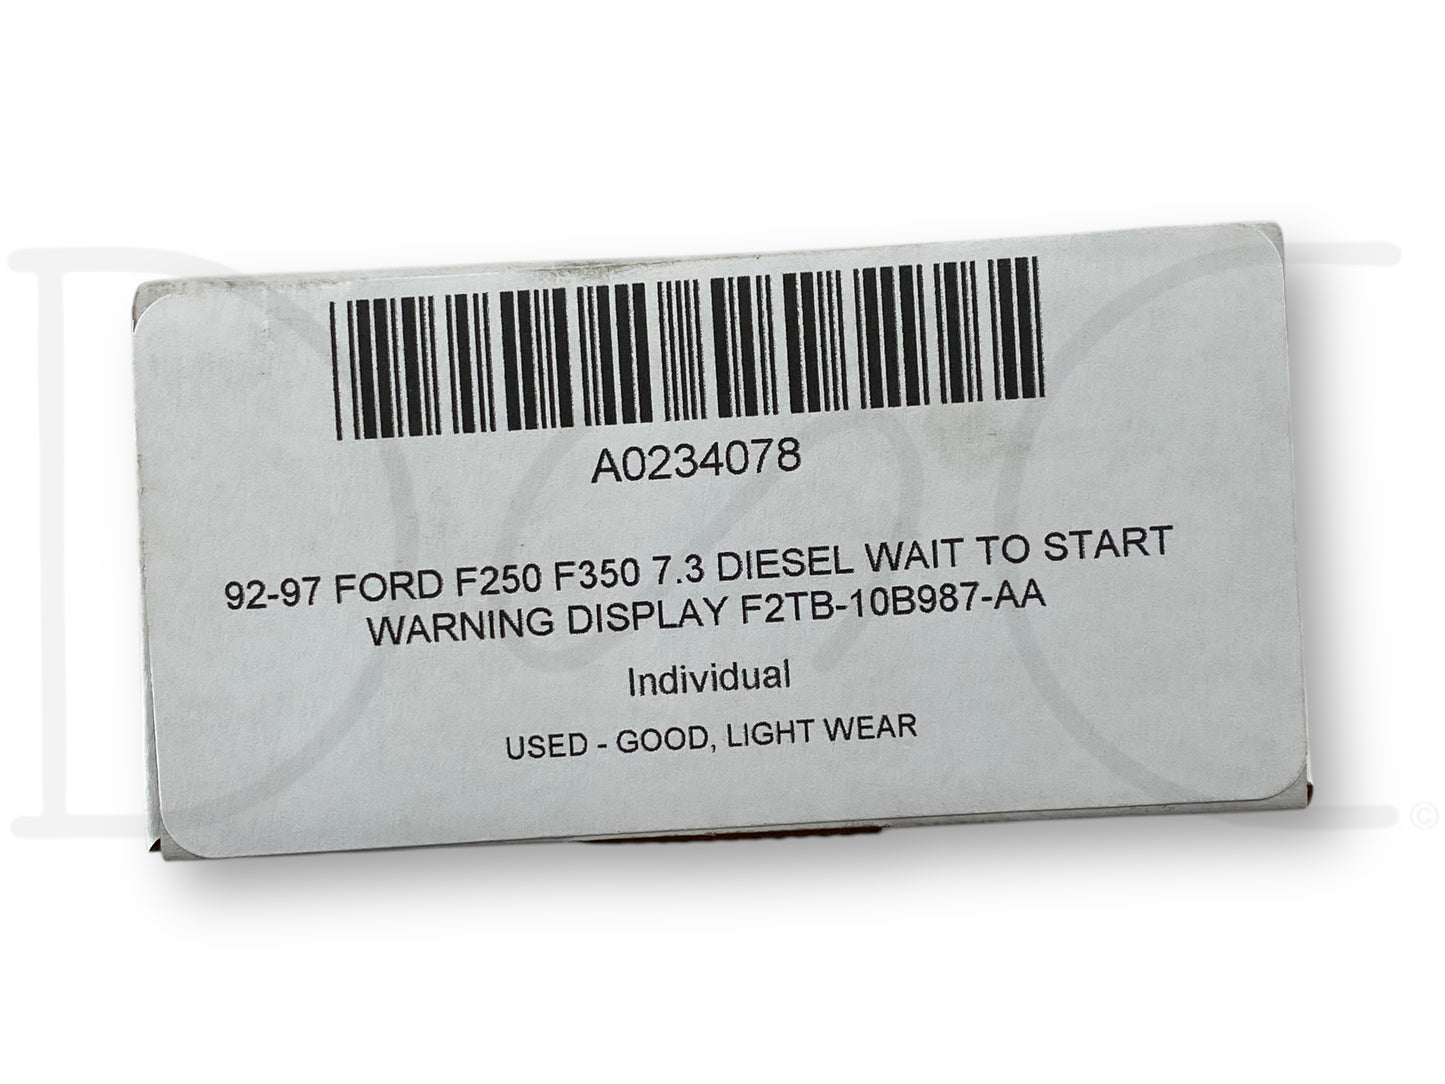 A0234078
92-97 FORD F250 F350 7.3 DIESEL WAIT TO START
WARNING DISPLAY F2TB-10B987-AA
Individual
USED - GOOD, LIGHT WEAR
©